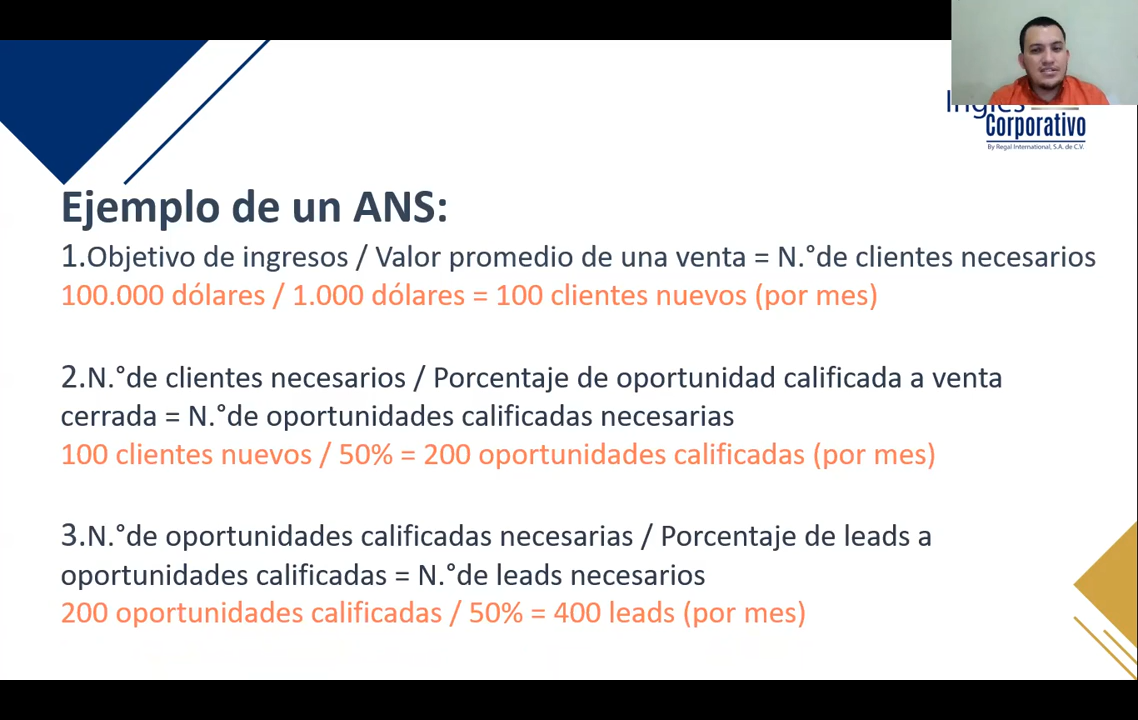 Inglés
Corporativo
By Regal International, S.A. de C.V.
Ejemplo de un ANS:
1.Objetivo de ingresos / Valor promedio de una venta = N.°de clientes necesarios
100.000 dólares / 1.000 dólares = 100 clientes nuevos (por mes)
2.N.°de clientes necesarios / Porcentaje de oportunidad calificada a venta
cerrada = N.°de oportunidades calificadas necesarias
100 clientes nuevos / 50% = 200 oportunidades calificadas (por mes)
3.N.°de oportunidades calificadas necesarias / Porcentaje de leads a
oportunidades calificadas = N.°de leads necesarios
200 oportunidades calificadas / 50% = 400 leads (por mes)